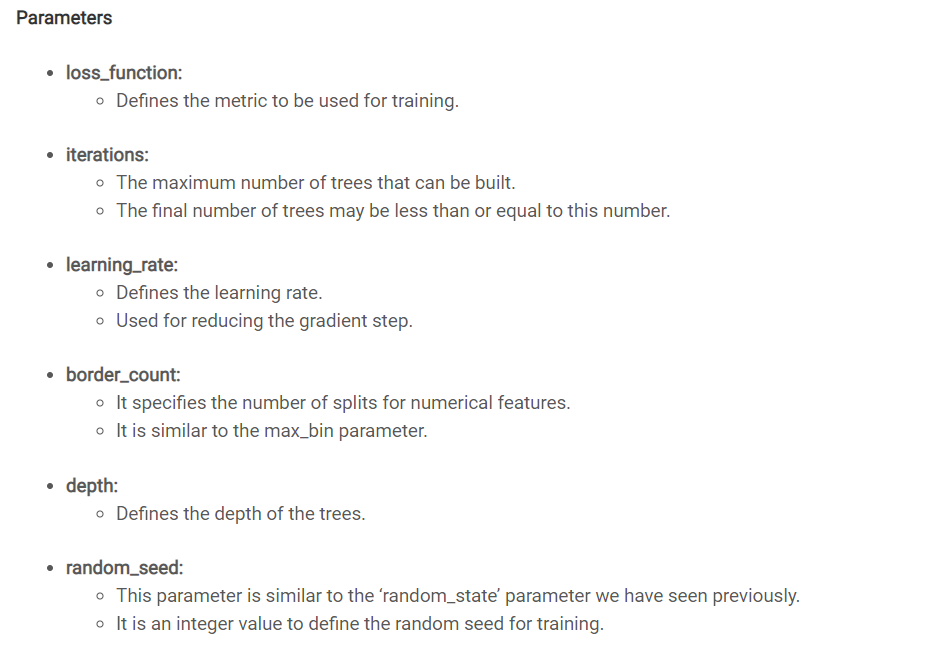 Parameters
loss_function:
Defines the metric to be used for training.
iterations:
The maximum number of trees that can be built.
The final number of trees may be less than or equal to this number.
learning_rate:
Defines the learning rate.
Used for reducing the gradient step.
border_count:
It specifies the number of splits for numerical features.
It is similar to the max_bin parameter.
depth:
Defines the depth of the trees.
random_seed:
This parameter is similar to the ‘random_state’ parameter we have seen previously.
It is an integer value to define the random seed for training.